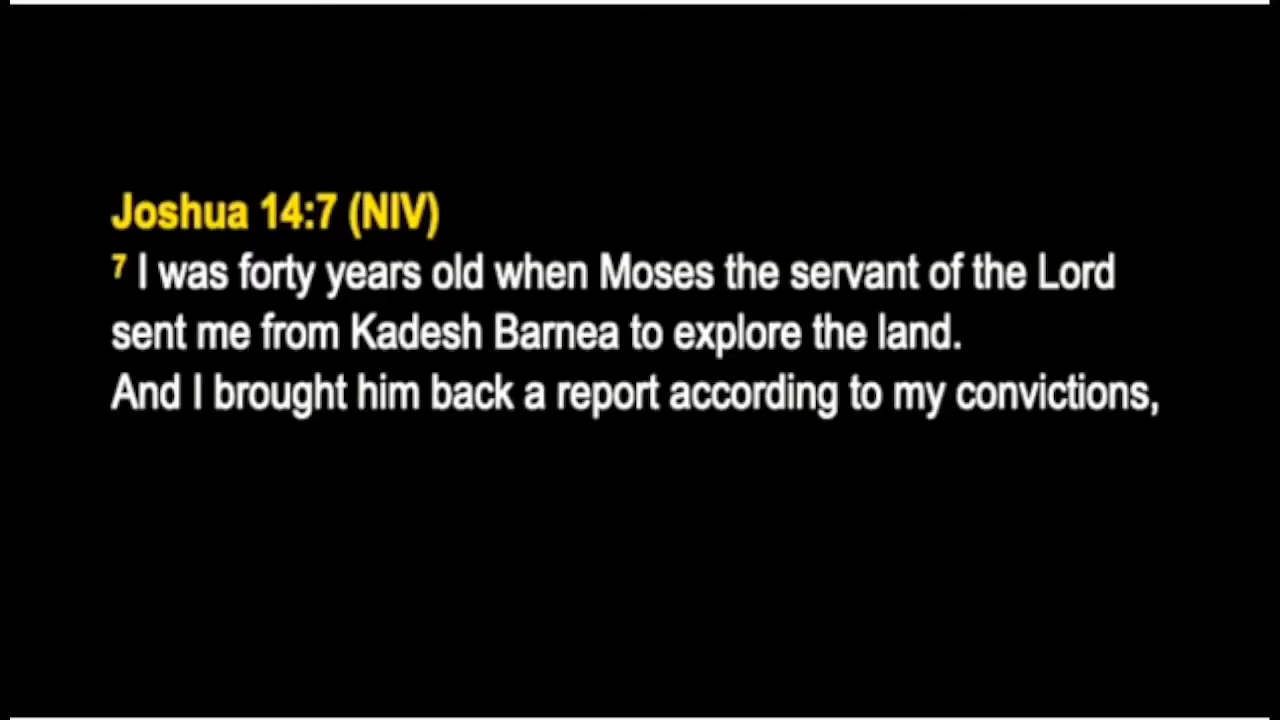 Joshua 14:7 (NIV)
7 I was forty years old when Moses the servant of the Lord
sent me from Kadesh Barnea to explore the land.
And I brought him back a report according to my convictions,